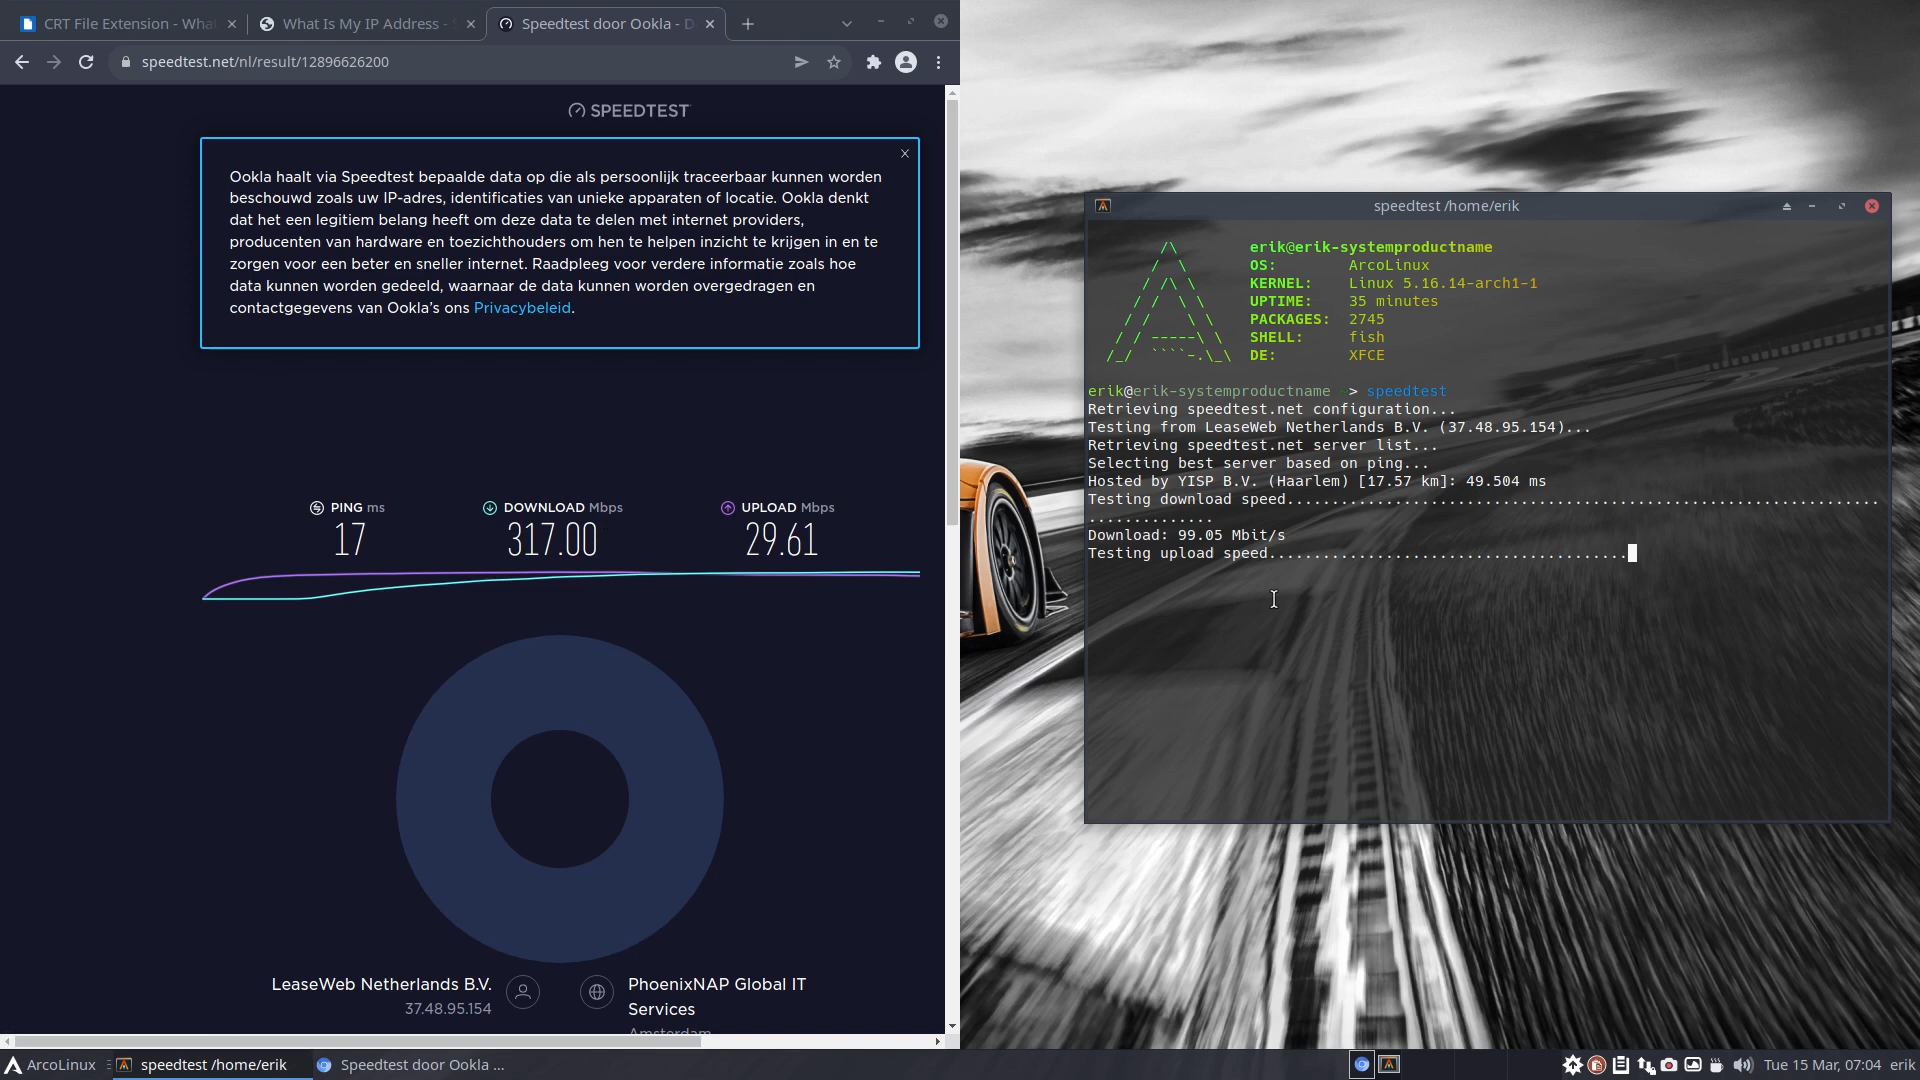 CRT File Extension - Wha
What Is My IP Address -
Speedtest door Ookla - D
speedtest.net/nl/result/12896626200
SPEEDTEST
Ookla haalt via Speedtest bepaalde data op die als persoonlijk traceerbaar kunnen worden
beschouwd zoals uw IP-adres, identificaties van unieke apparaten of locatie. Ookla denkt
dat het een legitiem belang heeft om deze data te delen met internet providers,
producenten van hardware en toezichthouders om hen te helpen inzicht te krijgen in en te
zorgen voor een beter en sneller internet. Raadpleeg voor verdere informatie zoals hoe
data kunnen worden gedeeld, waarnaar de data kunnen worden overgedragen en
contactgegevens van Ookla's ons Privacybeleid.
PING ms
17
DOWNLOAD Mbps
317.00
UPLOAD Mbps
29.61
LeaseWeb Netherlands B.V.
37.48.95.154
PhoenixNAP Global IT
Services
Amsterdam
speedtest /home/erik
/\
/  \
/ /\ \
/ /  \ \
/ /    \ \
/ / -----\ \
/_/  ````-.\_\
erik@erik-systemproductname
OS: ArcoLinux
KERNEL: Linux 5.16.14-arch1-1
UPTIME: 35 minutes
PACKAGES: 2745
SHELL: fish
DE: XFCE
erik@erik-systemproductname ~> speedtest
Retrieving speedtest.net configuration...
Testing from LeaseWeb Netherlands B.V. (37.48.95.154)...
Retrieving speedtest.net server list...
Selecting best server based on ping...
Hosted by YISP B.V. (Haarlem) [17.57 km]: 49.504 ms
Testing download speed..................................................................
..............
Download: 99.05 Mbit/s
Testing upload speed........................................
ArcoLinux
speedtest /home/erik
Speedtest door Ookla ...
Tue 15 Mar, 07:04
erik